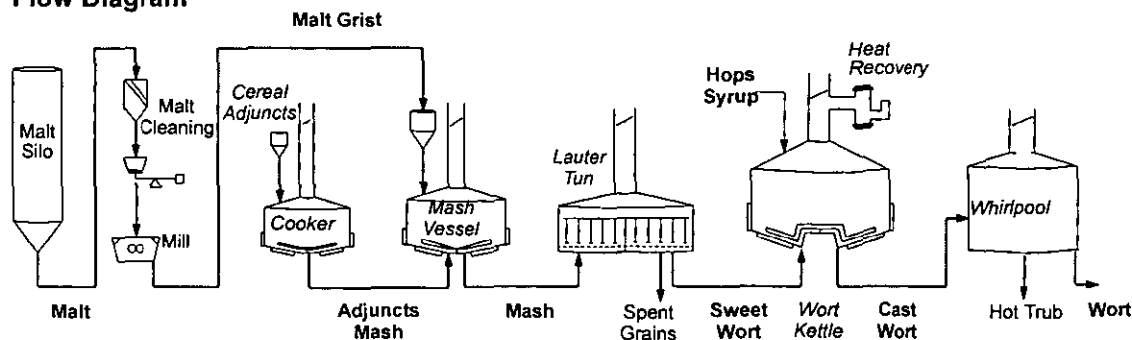 Flow Diagram
Malt Grist
Heat
Recovery
Hops
Syrup
Cereal
Adjuncts
Malt
Cleaning
Malt
Silo
Lauter
Tun
Cooker
Mash
Vessel
Whirlpool
Mill
Malt
Adjuncts
Mash
Mash
Spent
Grains
Sweet
Wort
Wort
Kettle
Cast
Wort
Hot Trub
Wort